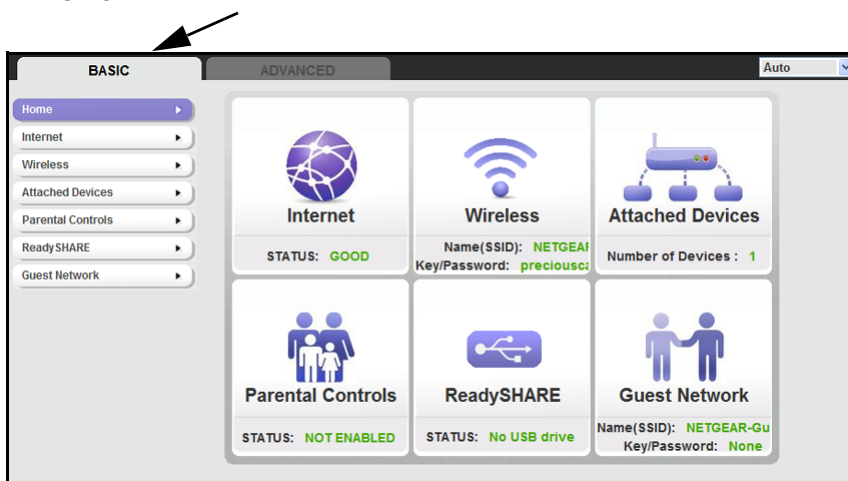 BASIC
ADVANCED
Auto
Home
Internet
Wireless
Attached Devices
Parental Controls
ReadySHARE
Guest Network
Internet
STATUS: GOOD
Wireless
Name(SSID): NETGEAR
Key/Password: preciousca
Attached Devices
Number of Devices : 1
Parental Controls
STATUS: NOT ENABLED
ReadySHARE
STATUS: No USB drive
Guest Network
Name(SSID): NETGEAR-Gu
Key/Password: None